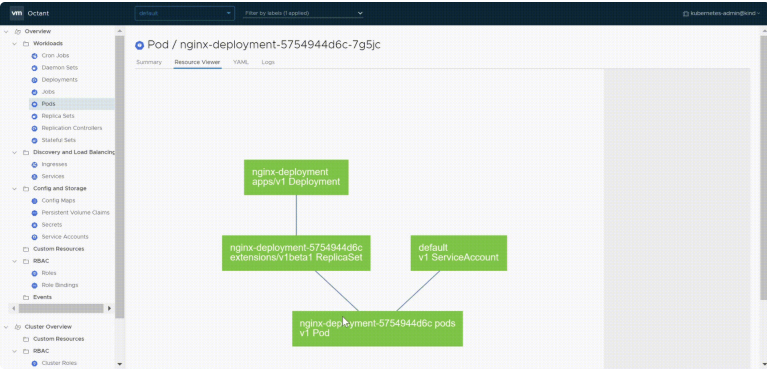 vm Octant
default
Filter by labels (1 applied)
kubernetes-admin@kind
Overview
Workloads
Cron Jobs
Daemon Sets
Deployments
Jobs
Pods
Replica Sets
Replication Controllers
Stateful Sets
Discovery and Load Balancing
Ingresses
Services
Config and Storage
Config Maps
Persistent Volume Claims
Secrets
Service Accounts
Custom Resources
RBAC
Roles
Role Bindings
Events
Cluster Overview
Custom Resources
RBAC
Cluster Roles
Pod / nginx-deployment-5754944d6c-7g5jc
Summary Resource Viewer YAML Logs
nginx-deployment
apps/v1 Deployment
nginx-deployment-5754944d6c
extensions/v1beta1 ReplicaSet
default
v1 ServiceAccount
nginx-deployment-5754944d6c pods
v1 Pod